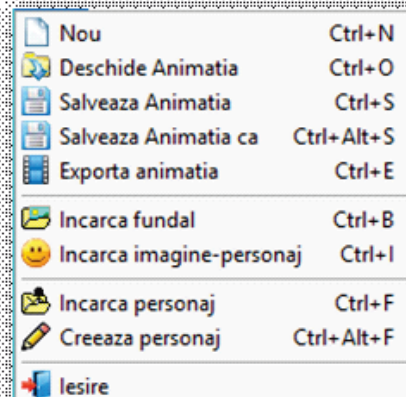 Nou Ctrl+N
Deschide Animatia Ctrl+O
Salveaza Animatia Ctrl+S
Salveaza Animatia ca Ctrl+Alt+S
Exporta animatia Ctrl+E
Incarca fundal Ctrl+B
Incarca imagine-personaj Ctrl+I
Incarca personaj Ctrl+F
Creeaza personaj Ctrl+Alt+F
Iesire